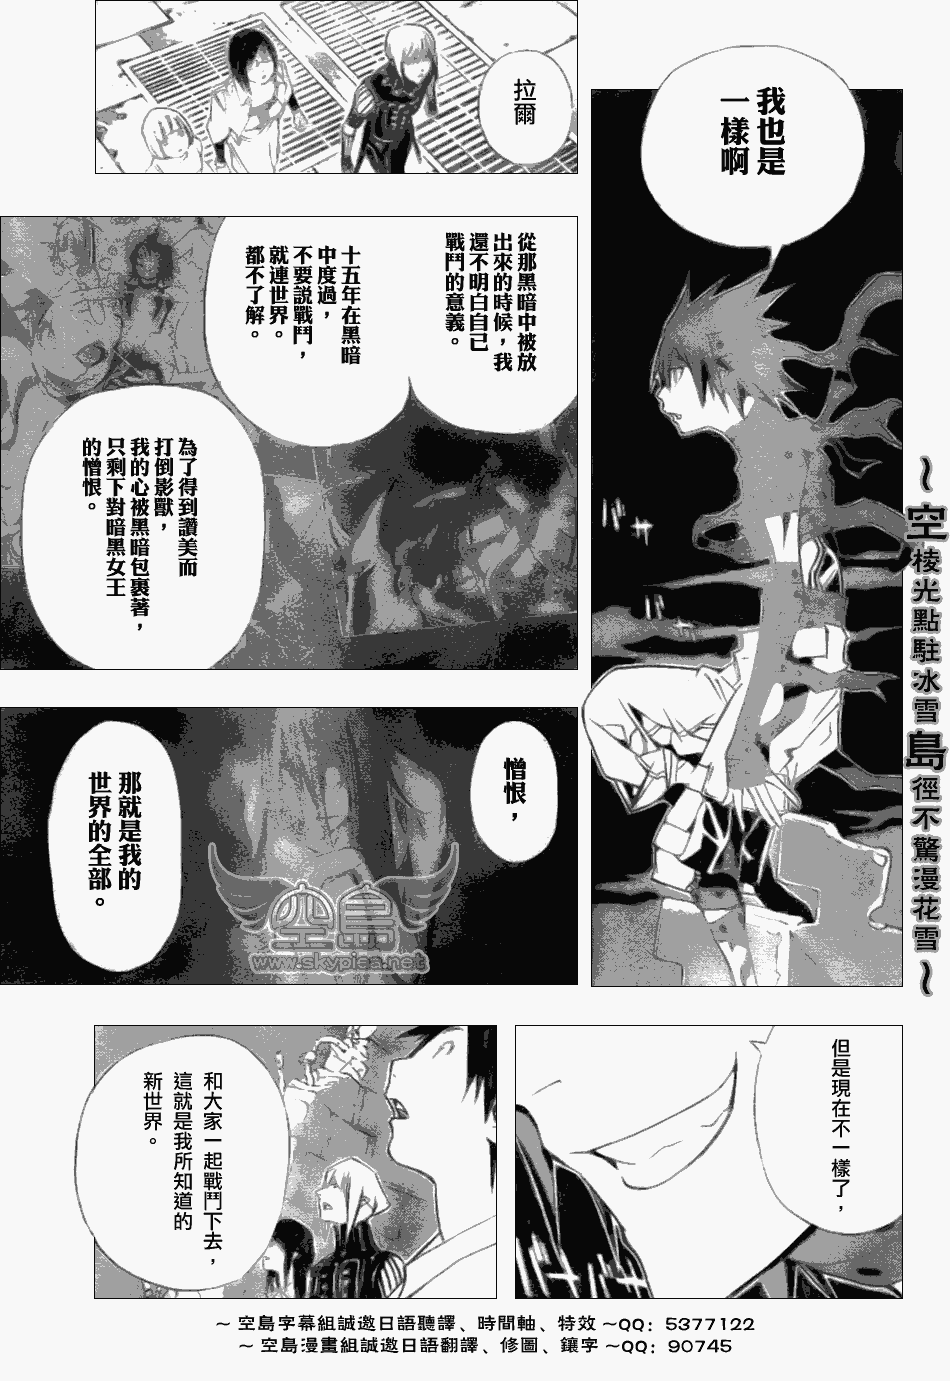 我也是
一樣啊
拉爾
從那黑暗中被放
出來的時候，我
還不明白自己
戰鬥的意義。
十五年在黑暗
中度過，
不要說戰鬥，
就連世界。
都不了解。
為了得到讚美而
打倒影獸，
我的心被黑暗包裹著，
只剩下對暗黑女王
的憎恨。
憎恨，
那就是我的
世界的全部。
空島
www.skypiea.net
但是現在不一樣了，
和大家一起戰鬥下去，
這就是我所知道的
新世界。
～空棱光點駐冰雪島徑不驚漫花雪～
～空島字幕組誠邀日語聽譯、時間軸、特效～QQ：5377122
～空島漫畫組誠邀日語翻譯、修圖、鑲字～QQ：90745